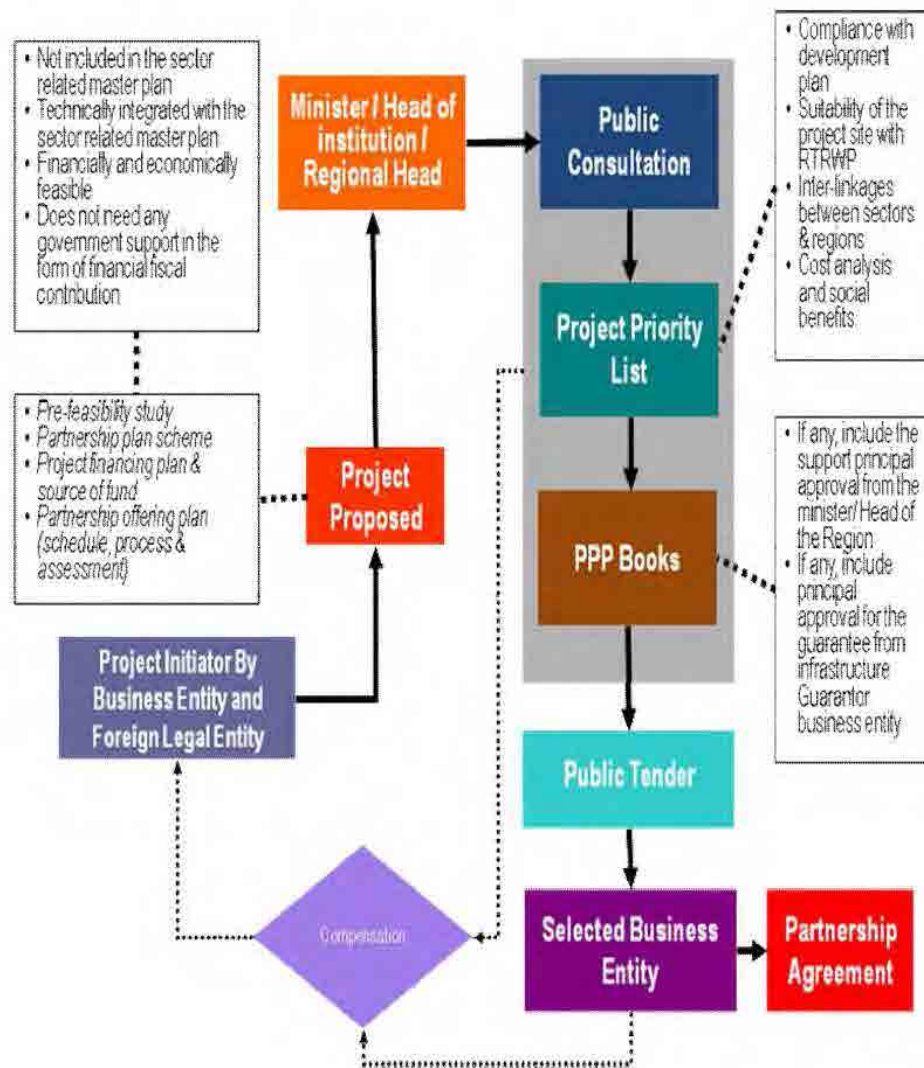 • Not included in the sector
related master plan
• Technically integrated with the
sector related master plan
• Financially and economically
feasible
• Does not need any
government support in the
form of financial fiscal
contribution
Minister / Head of
institution /
Regional Head
Public
Consultation
• Compliance with
development
plan
• Suitability of the
project site with
RTRWP
• Inter-linkages
between sectors
& regions
• Cost analysis
and social
benefits
Project Priority
List
• Pre-feasibility study
• Partnership plan scheme
• Project financing plan &
source of fund
• Partnership offering plan
(schedule, process &
assessment)
Project
Proposed
PPP Books
• If any, include the
support principal
approval from the
minister/ Head of
the Region
• If any, include
principal
approval for the
guarantee from
infrastructure
Guarantor
business entity
Project Initiator By
Business Entity and
Foreign Legal Entity
Public Tender
Compensation
Selected Business
Entity
Partnership
Agreement